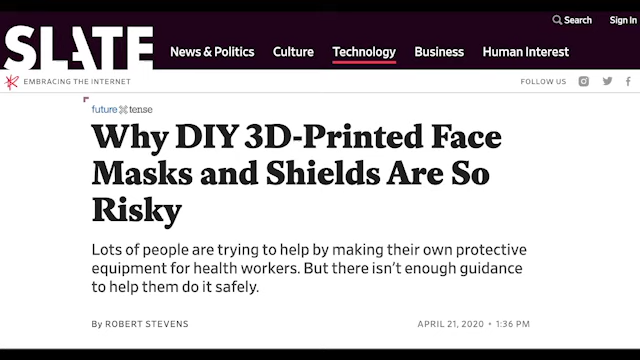 Search Sign In
SLATE
News & Politics Culture Technology Business Human Interest
EMBRACING THE INTERNET FOLLOW US
future tense
Why DIY 3D-Printed Face
Masks and Shields Are So
Risky
Lots of people are trying to help by making their own protective
equipment for health workers. But there isn't enough guidance
to help them do it safely.
By ROBERT STEVENS APRIL 21, 2020 • 1:36 PM